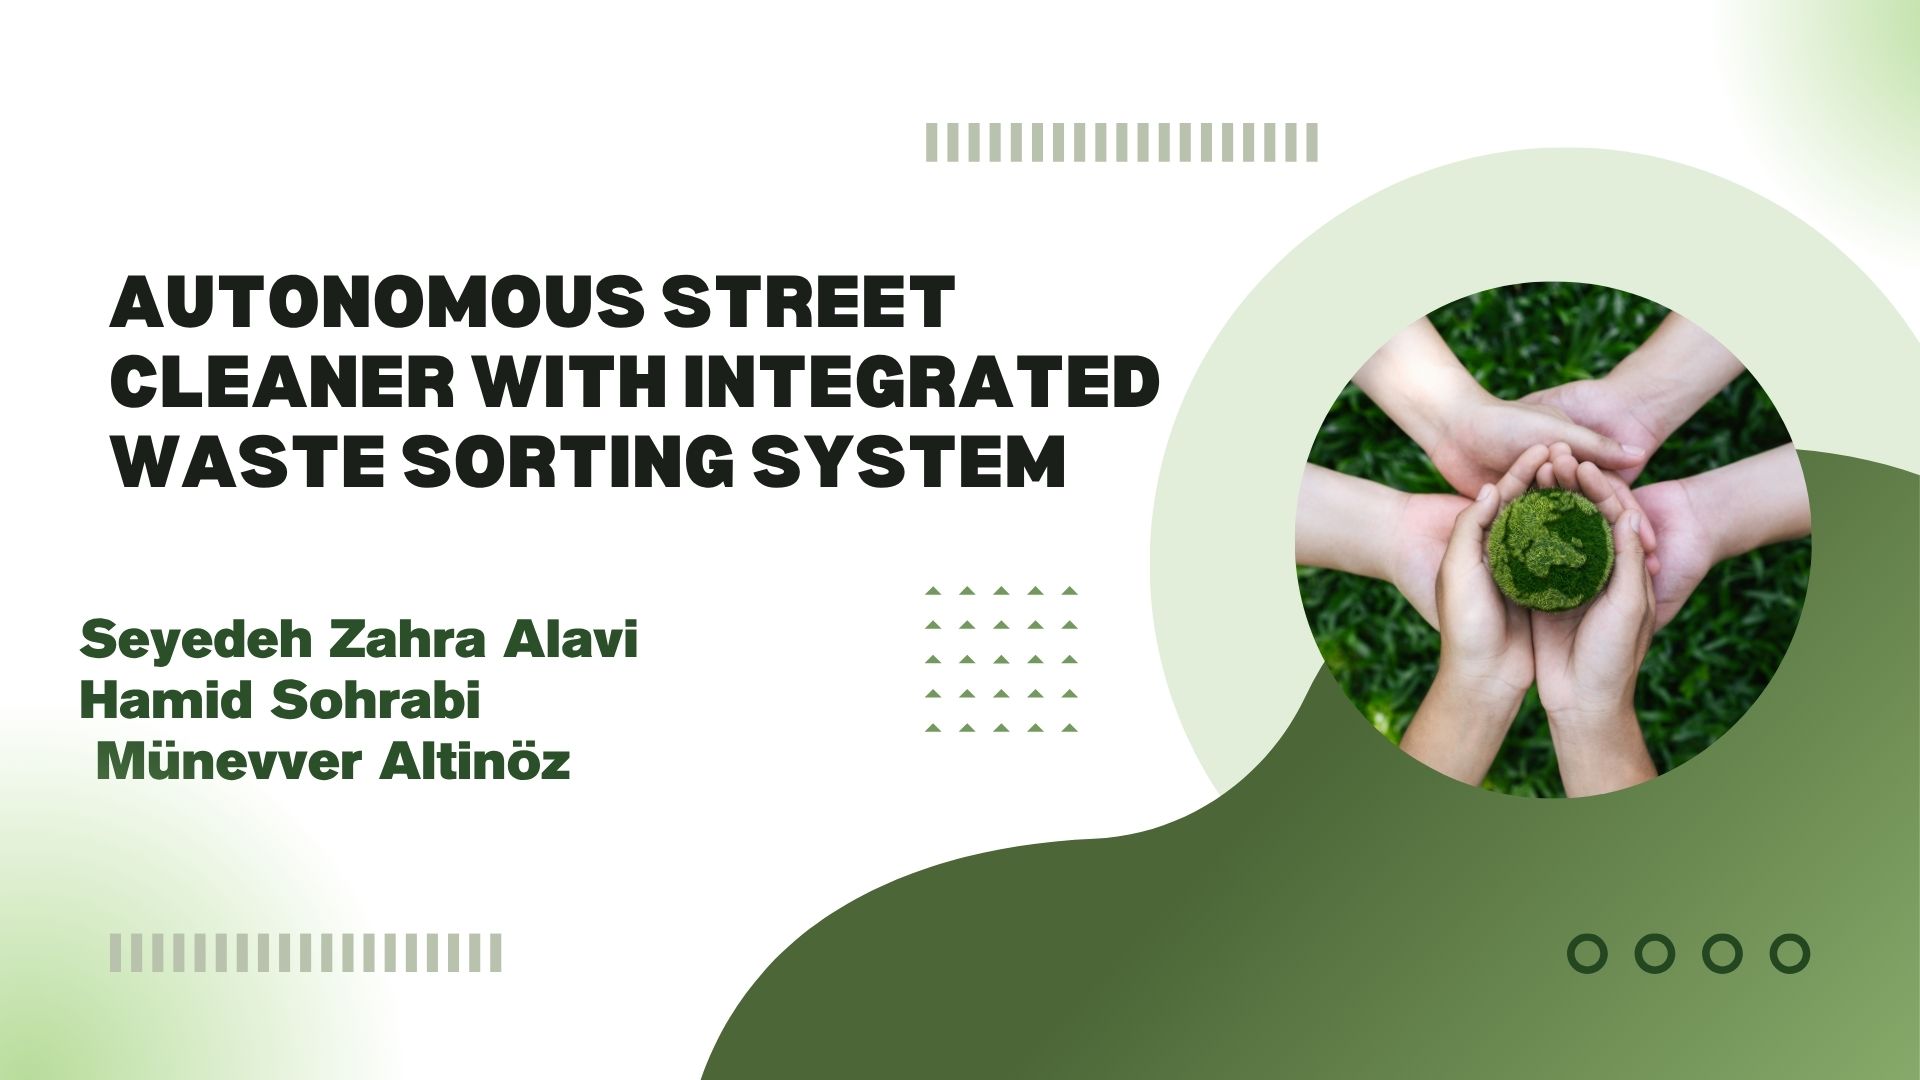 AUTONOMOUS STREET
CLEANER WITH INTEGRATED
WASTE SORTING SYSTEM
Seyedeh Zahra Alavi
Hamid Sohrabi
Münevver Altinöz